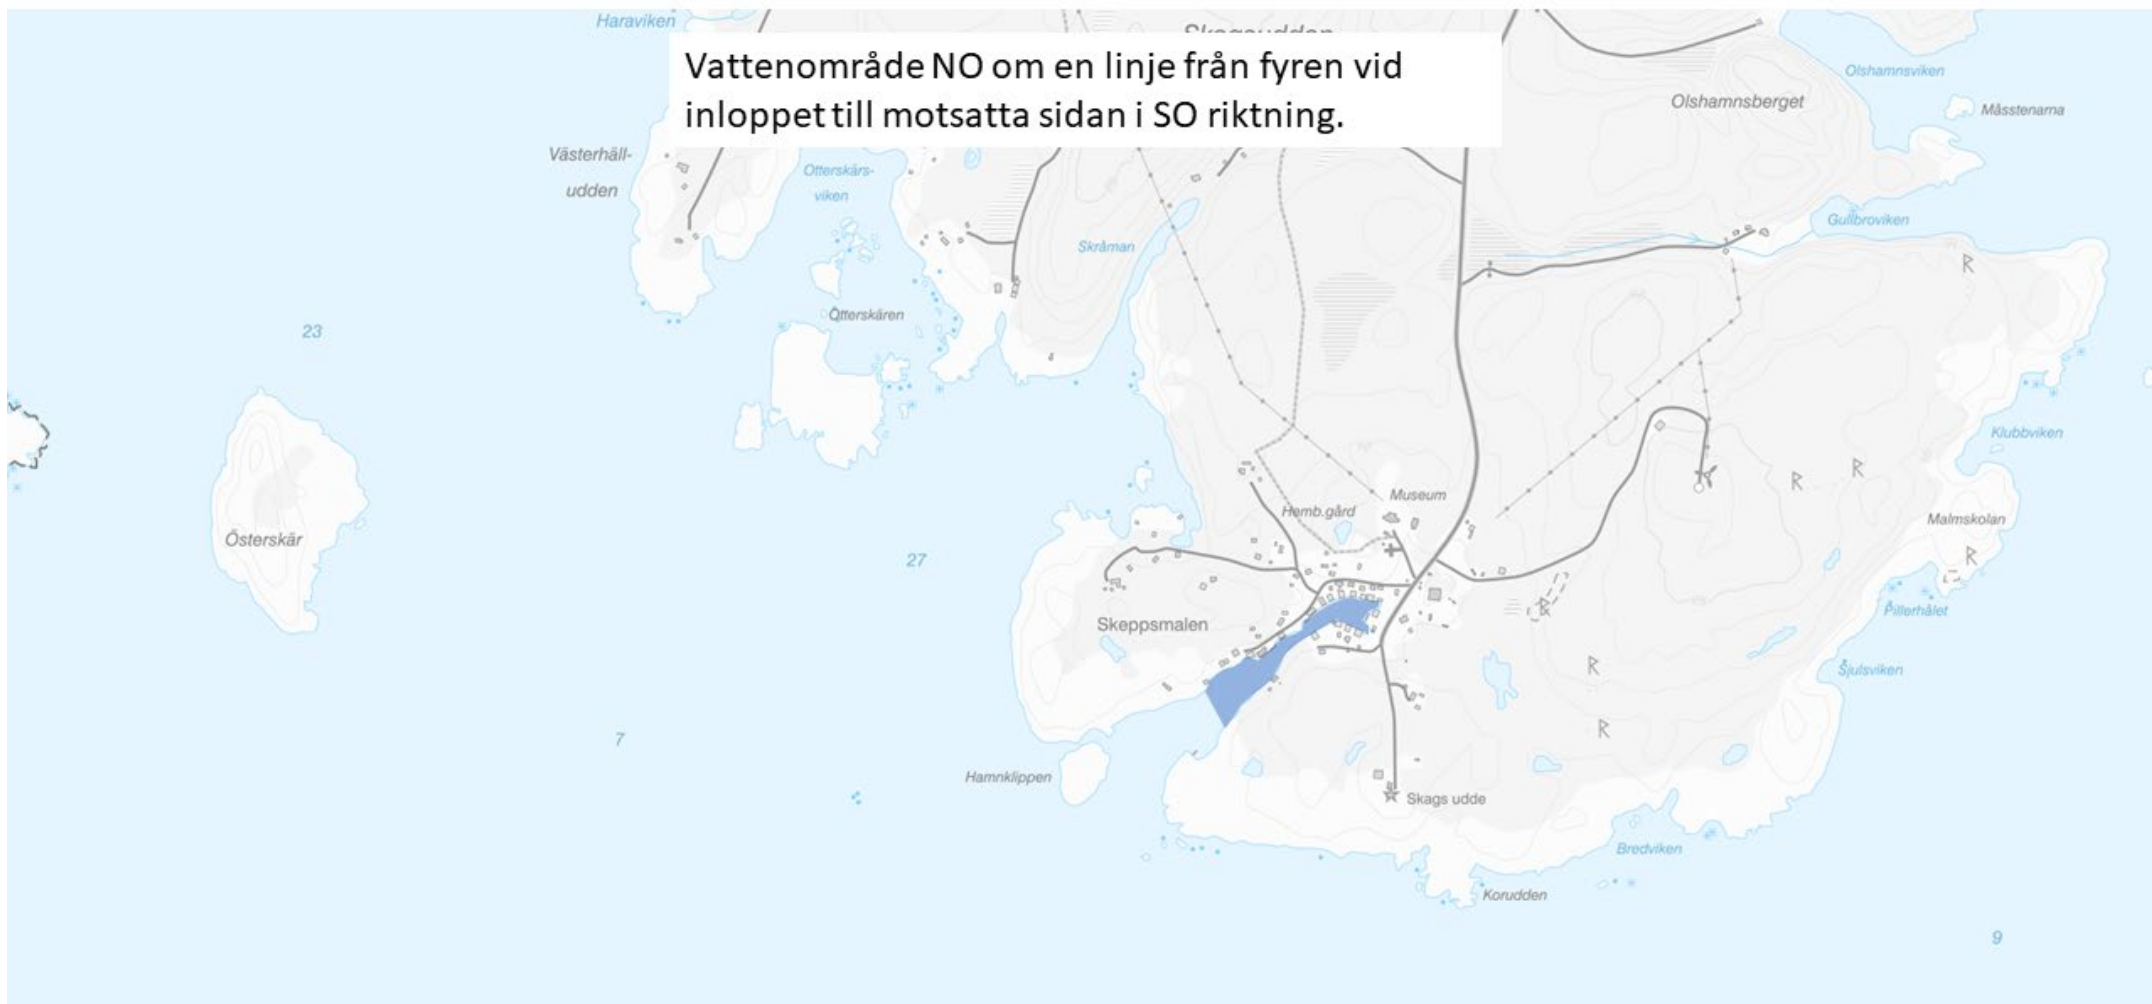 Haraviken
Vattenområde NO om en linje från fyren vid
inloppet till motsatta sidan i SO riktning.
Olshamnsviken
Olshamnsberget
Måsstenarna
Västerhäll-
udden
Otterskärs-
viken
Gullbroviken
Skråman
Otterskären
23
Klubbviken
Museum
Hemb.gård
Malmskolan
Österskär
27
Pillerhålet
Skeppsmalen
Sjulsviken
7
Hamnklippen
Skags udde
Bredviken
Korudden
9
R
R
R
R
R
R
R